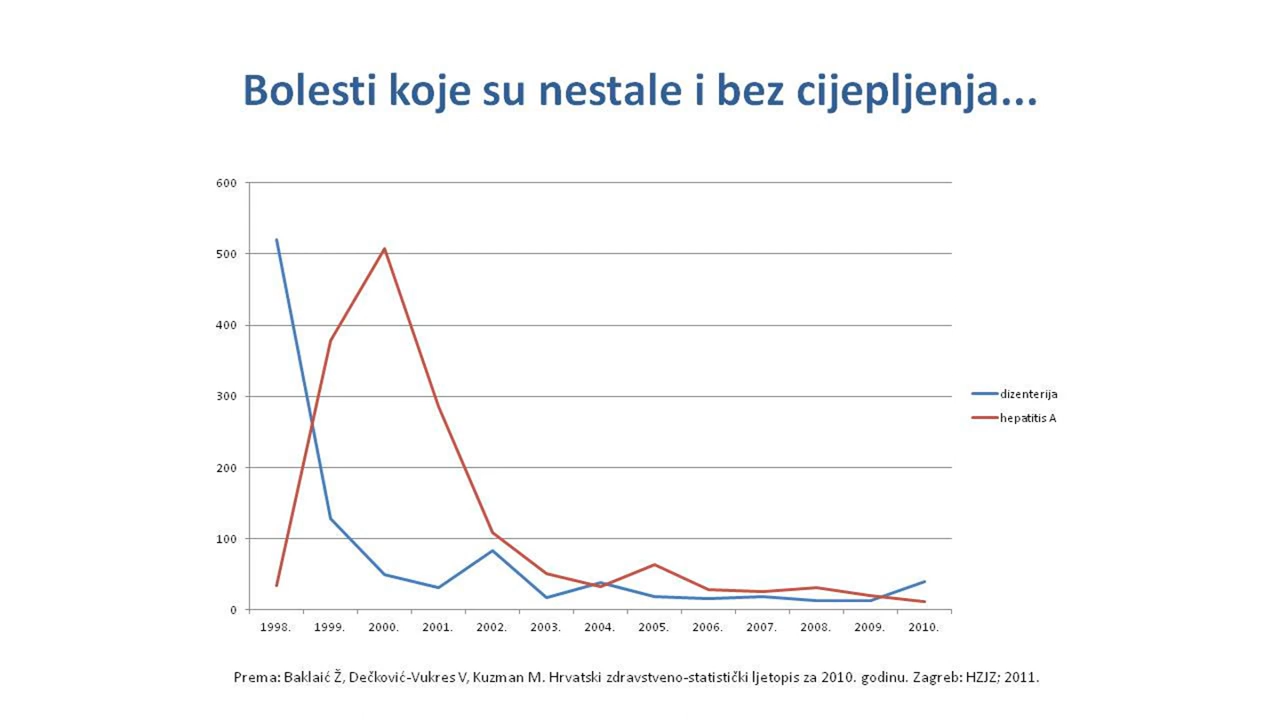 Bolesti koje su nestale i bez cijepljenja...
600
500
400
300
200
100
0
dizenterija
hepatitis A
1998. 1999. 2000. 2001. 2002. 2003. 2004. 2005. 2006. 2007. 2008. 2009. 2010.
Prema: Baklaić Ž, Dečković-Vukres V, Kuzman M. Hrvatski zdravstveno-statistički ljetopis za 2010. godinu. Zagreb: HZJZ; 2011.